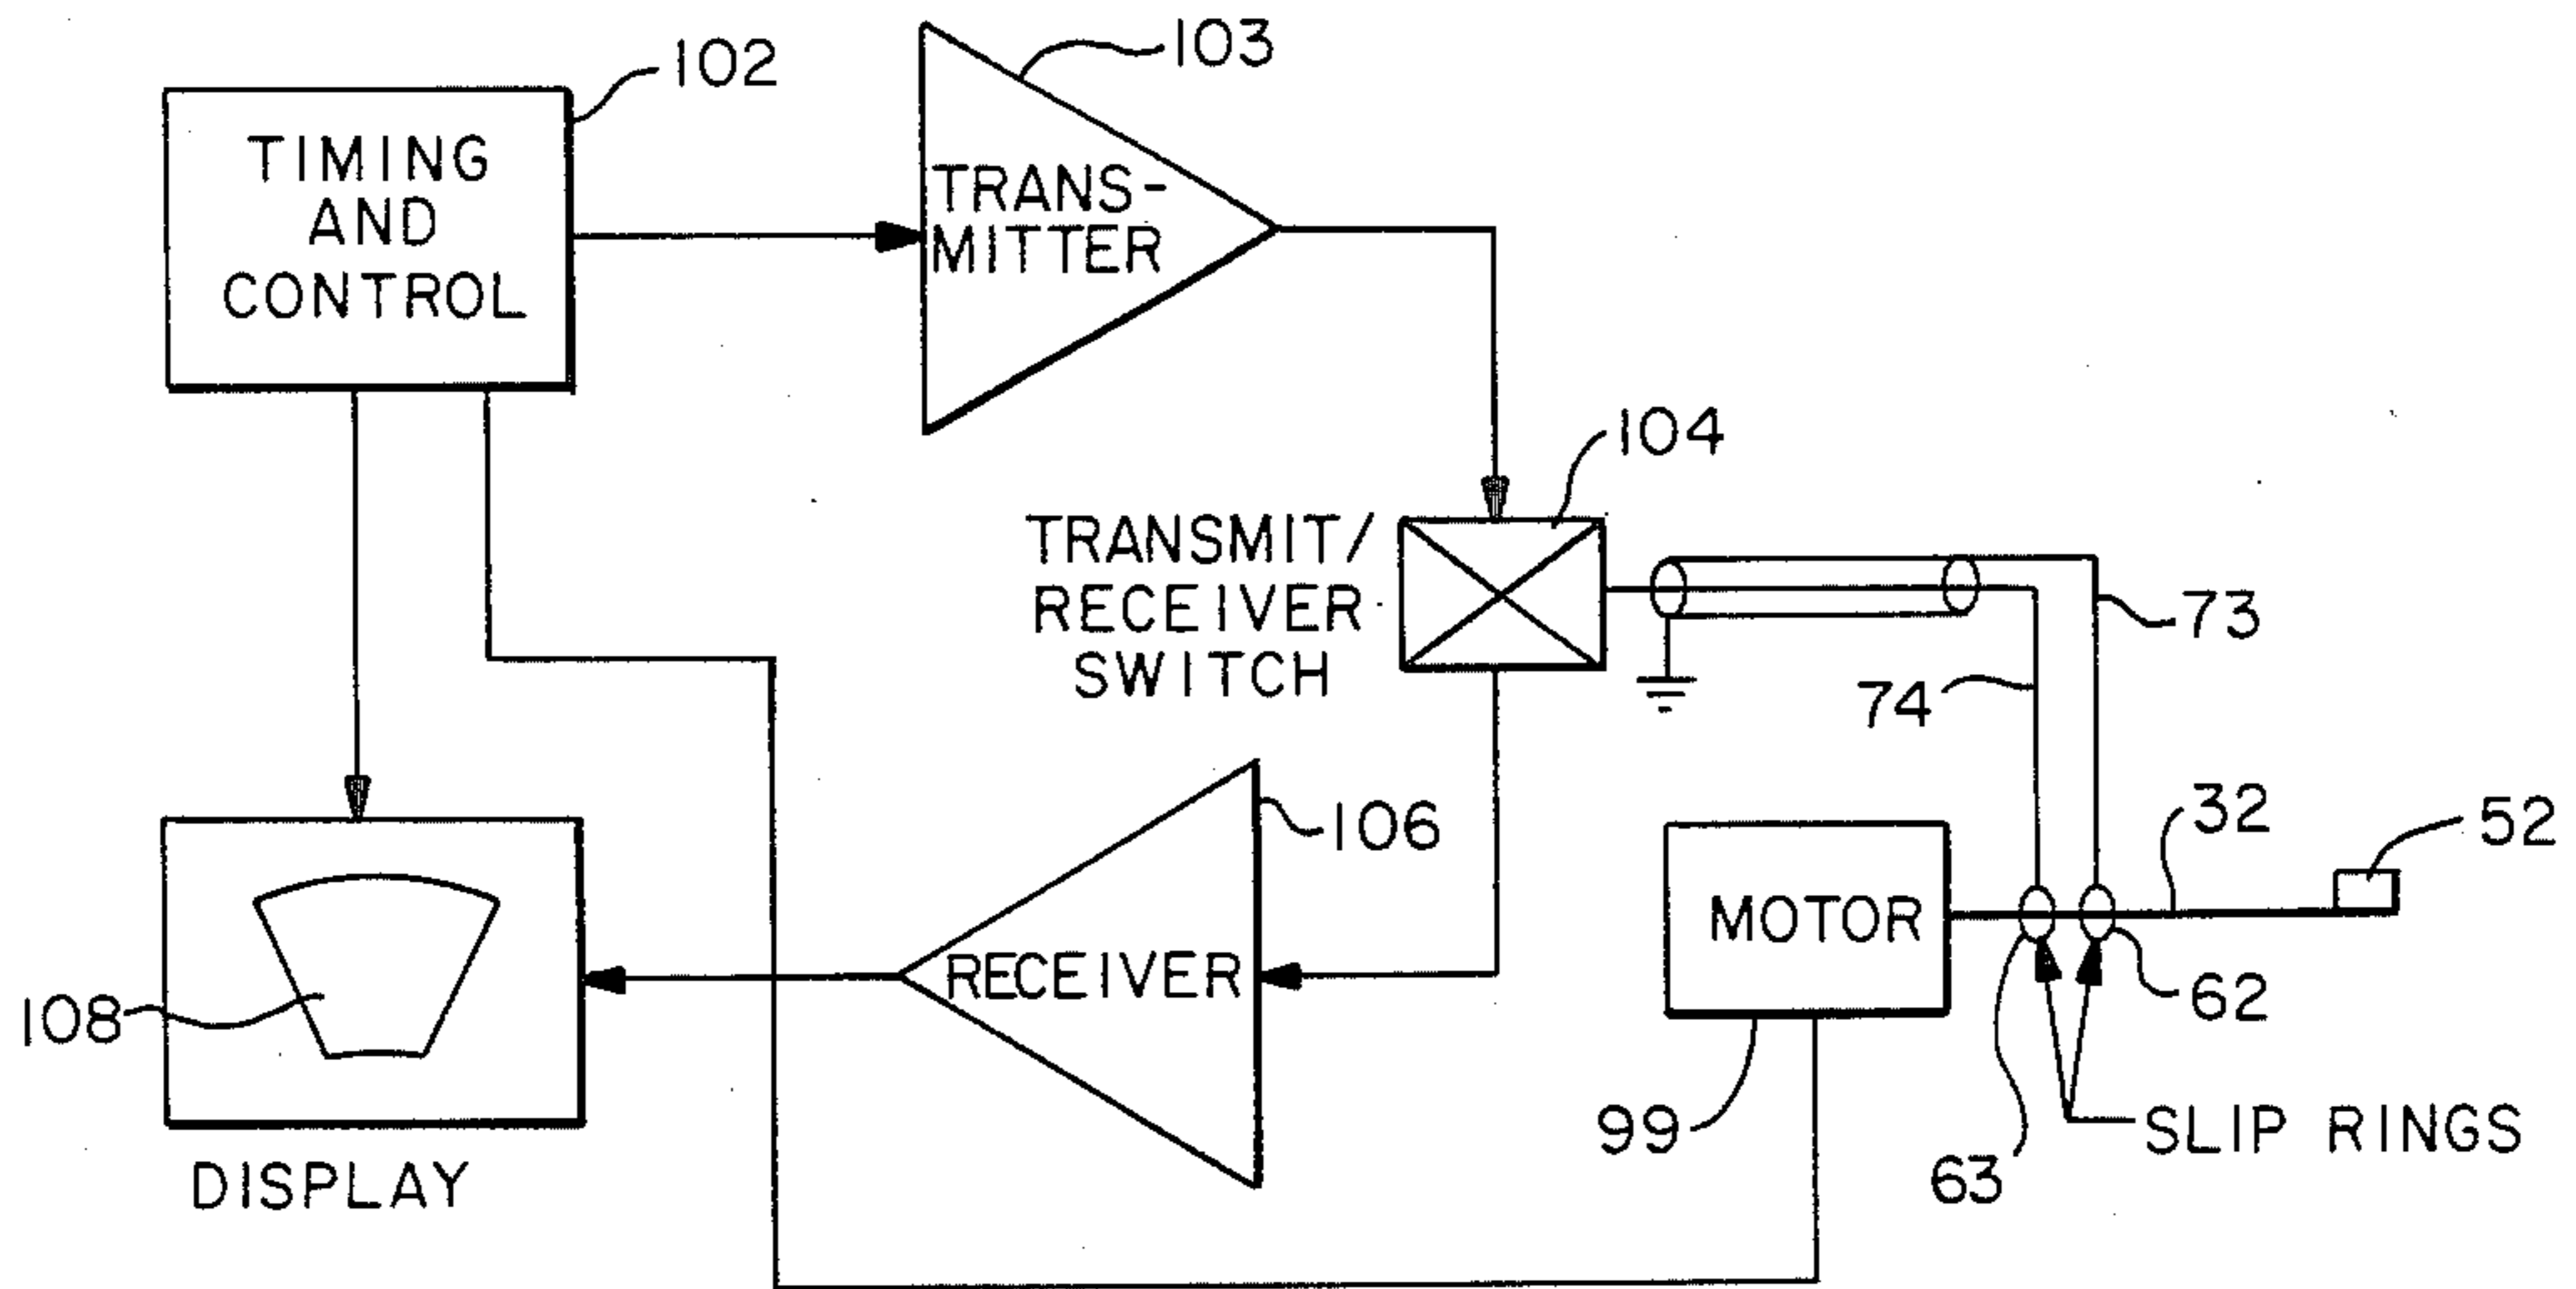 102
TIMING
AND
CONTROL
103
TRANS-
MITTER
104
TRANSMIT/
RECEIVER
SWITCH
73
74
106
RECEIVER
MOTOR
32
52
62
63
99
SLIP RINGS
108
DISPLAY